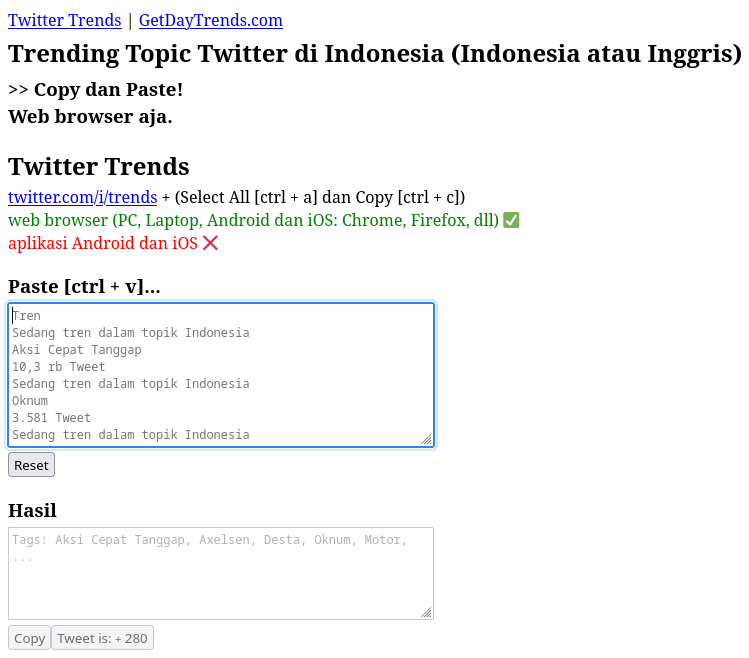 Twitter Trends | GetDayTrends.com
Trending Topic Twitter di Indonesia (Indonesia atau Inggris)
>> Copy dan Paste!
Web browser aja.
Twitter Trends
twitter.com/i/trends + (Select All [ctrl + a] dan Copy [ctrl + c])
web browser (PC, Laptop, Android dan iOS: Chrome, Firefox, dll) ✅
aplikasi Android dan iOS ❌
Paste [ctrl + v]...
Tren
Sedang tren dalam topik Indonesia
Aksi Cepat Tanggap
10,3 rb Tweet
Sedang tren dalam topik Indonesia
Oknum
3.581 Tweet
Sedang tren dalam topik Indonesia
Reset
Hasil
Tags: Aksi Cepat Tanggap, Axelsen, Desta, Oknum, Motor,
...
Copy Tweet is: + 280